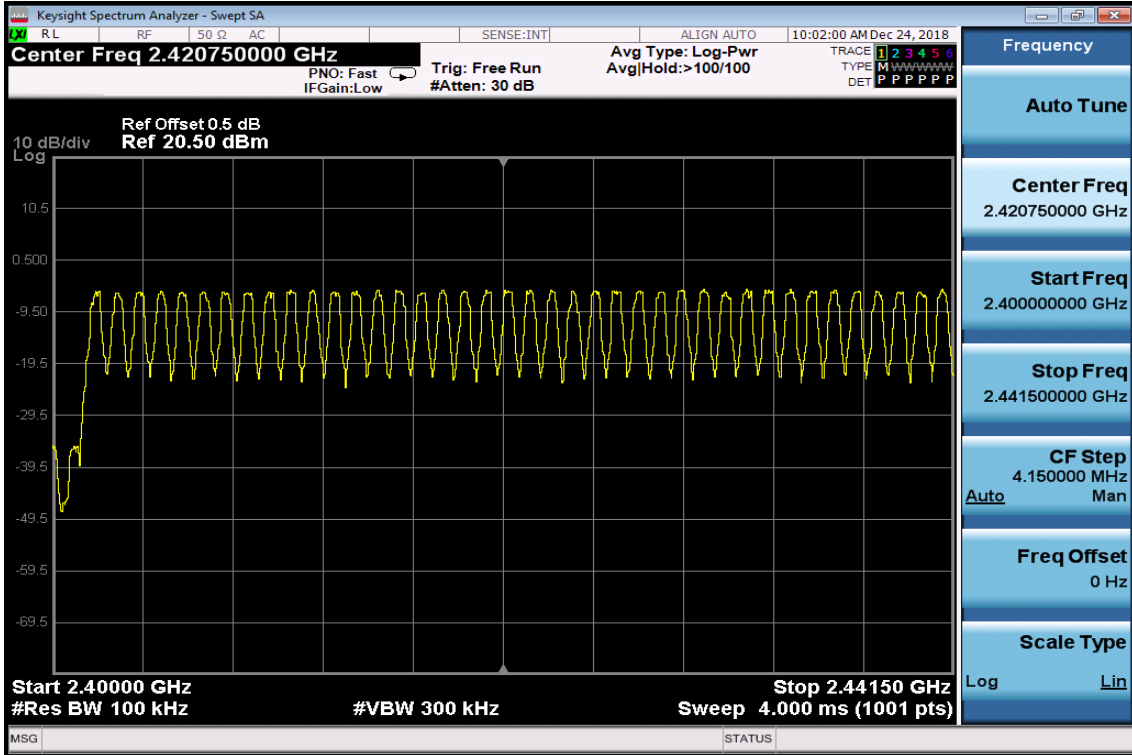 Keysight Spectrum Analyzer - Swept SA
LXI RL RF 50 Ω AC SENSE:INT ALIGN AUTO 10:02:00 AM Dec 24, 2018
Center Freq 2.420750000 GHz
PNO: Fast
IFGain:Low
Trig: Free Run
#Atten: 30 dB
Avg Type: Log-Pwr
Avg|Hold:>100/100
TRACE 1 2 3 4 5 6
TYPE M W W W W W
DET P P P P P P
Ref Offset 0.5 dB
10 dB/div Ref 20.50 dBm
Log
10.5
0.500
-9.50
-19.5
-29.5
-39.5
-49.5
-59.5
-69.5
Start 2.40000 GHz Stop 2.44150 GHz
#Res BW 100 kHz #VBW 300 kHz Sweep 4.000 ms (1001 pts)
MSG STATUS
Frequency
Auto Tune
Center Freq
2.420750000 GHz
Start Freq
2.400000000 GHz
Stop Freq
2.441500000 GHz
CF Step
4.150000 MHz
Auto Man
Freq Offset
0 Hz
Scale Type
Log Lin